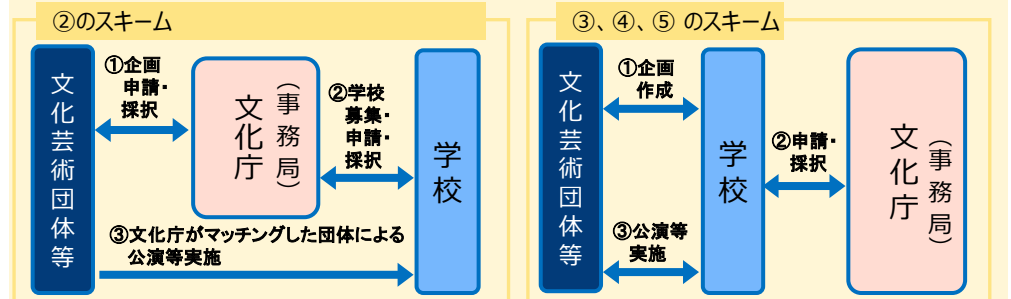 ②のスキーム
文化芸術団体等
①企画
申請・
採択
文化庁
（事務局）
②学校
募集・
申請・
採択
学校
③文化庁がマッチングした団体による
公演等実施
③、④、⑤ のスキーム
文化芸術団体等
①企画
作成
③公演等
実施
学校
②申請・
採択
文化庁
（事務局）